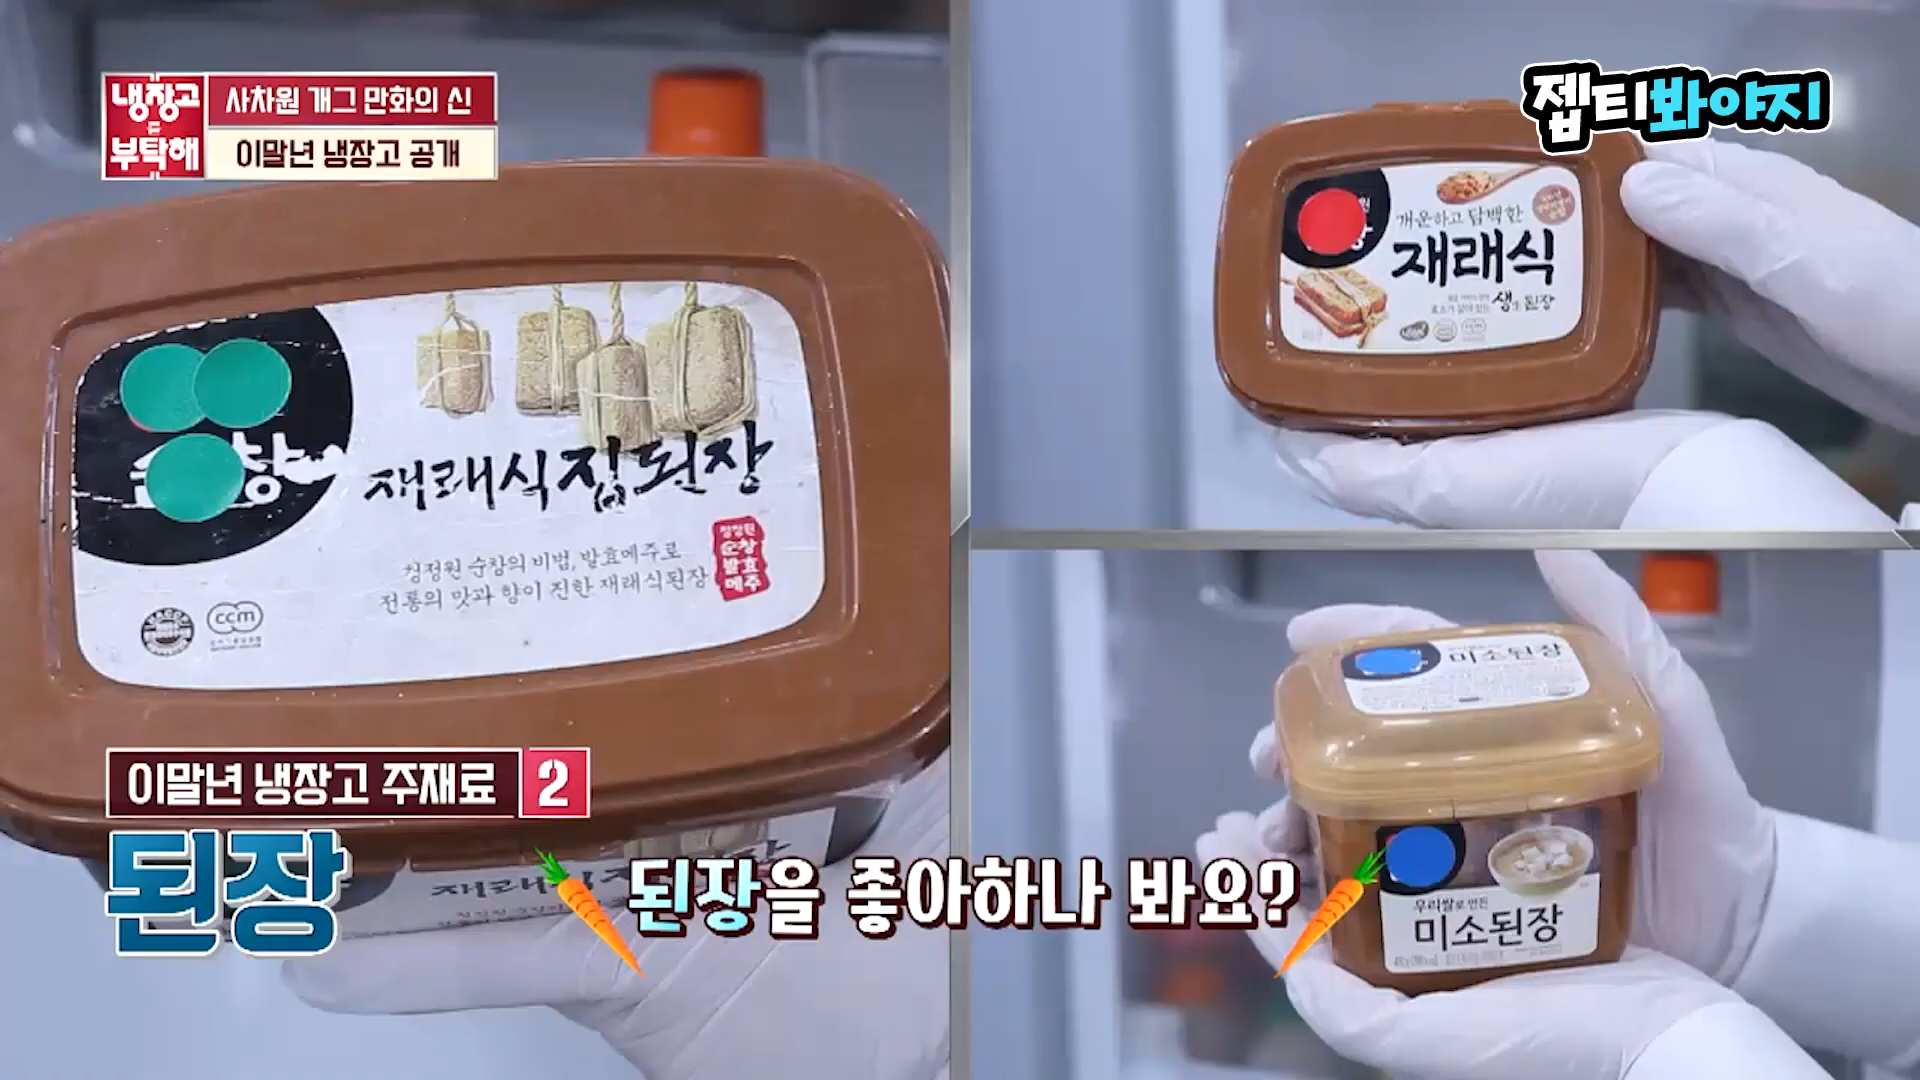 냉장고
부탁해
사차원 개그 만화의 신
이말년 냉장고 공개
젭티봐야지
재래식집된장
청정원 순창의 비법, 발효메주로
전통의 맛과 향이 진한 재래식된장
청정원
순창
발효
메주
ccm
개운하고 담백한
재래식
생生된장
미소된장
우리쌀로 만든
미소된장
이말년 냉장고 주재료 2
된장
된장을 좋아하나 봐요?